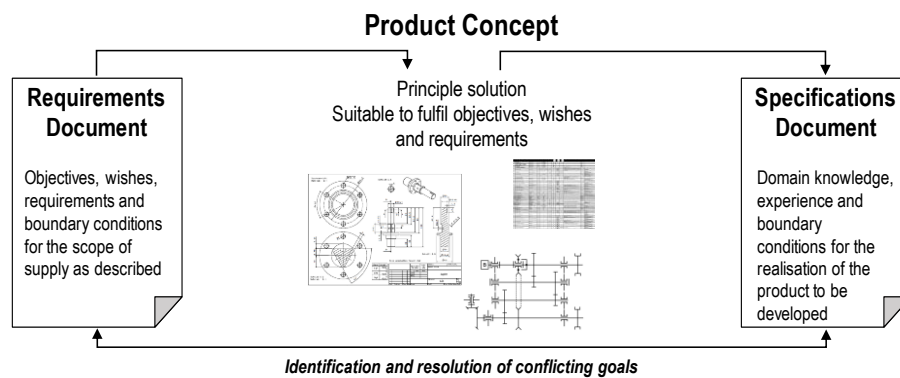 Product Concept
Requirements
Document
Objectives, wishes,
requirements and
boundary conditions
for the scope of
supply as described
Principle solution
Suitable to fulfil objectives, wishes
and requirements
Specifications
Document
Domain knowledge,
experience and
boundary
conditions for the
realisation of the
product to be
developed
Identification and resolution of conflicting goals